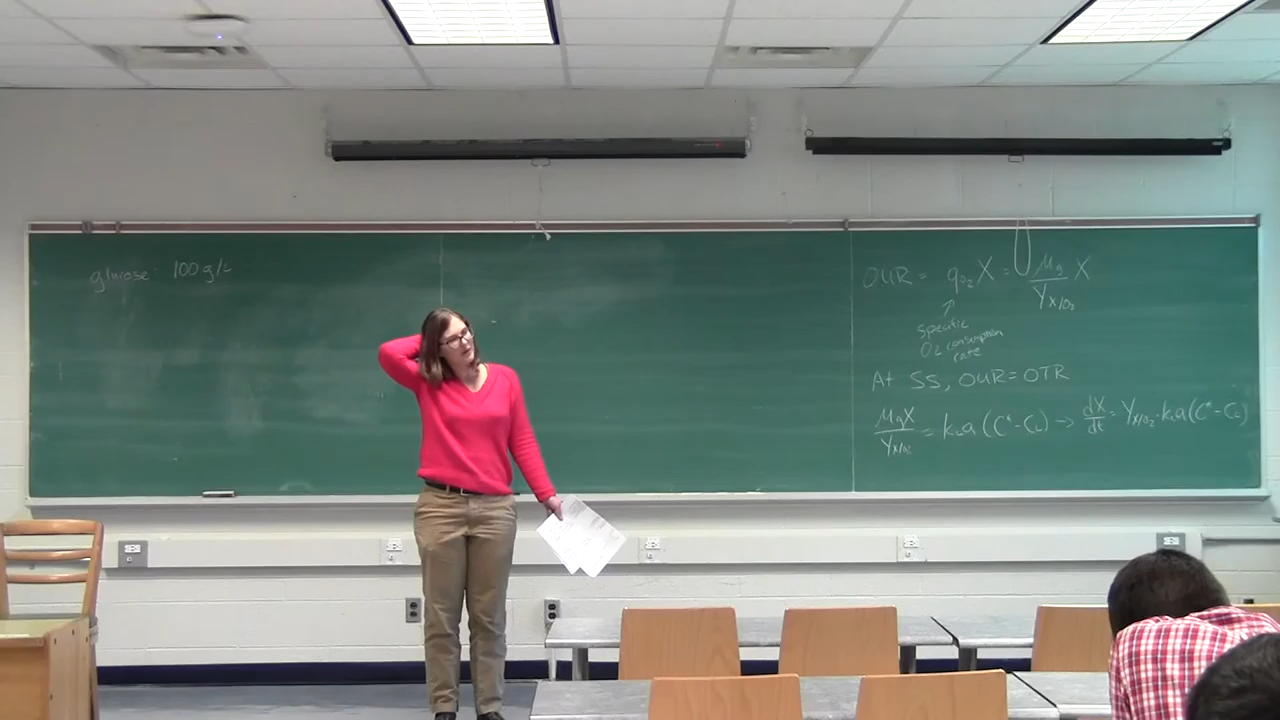 glucose: 100 g/L
OUR = qO₂ X = μg/Yx/O₂ X
↑
specific
O₂ consumption
rate
At SS, OUR = OTR
μgX/Yx/O₂ = kLa (C* - CL) → dX/dt = Yx/O₂ · kLa (C* - CL)